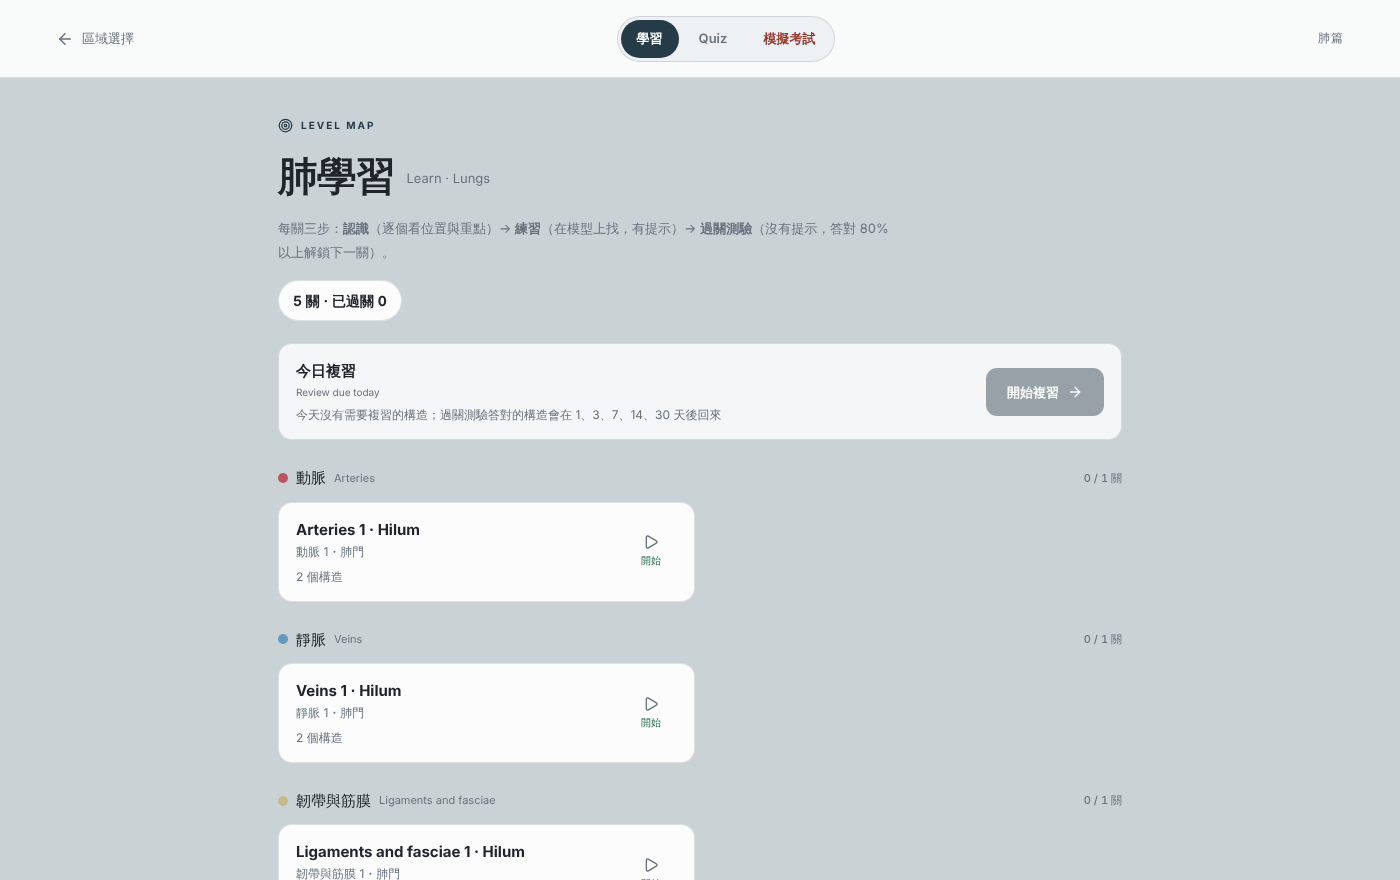 區域選擇
學習
Quiz
模擬考試
肺篇
LEVEL MAP
肺學習 Learn · Lungs
每關三步：認識（逐個看位置與重點）→ 練習（在模型上找，有提示）→ 過關測驗（沒有提示，答對 80%
以上解鎖下一關）。
5 關 · 已過關 0
今日複習
Review due today
今天沒有需要複習的構造；過關測驗答對的構造會在 1、3、7、14、30 天後回來
開始複習
動脈 Arteries
0 / 1 關
Arteries 1 · Hilum
動脈 1 · 肺門
2 個構造
開始
靜脈 Veins
0 / 1 關
Veins 1 · Hilum
靜脈 1 · 肺門
2 個構造
開始
韌帶與筋膜 Ligaments and fasciae
0 / 1 關
Ligaments and fasciae 1 · Hilum
韌帶與筋膜 1 · 肺門